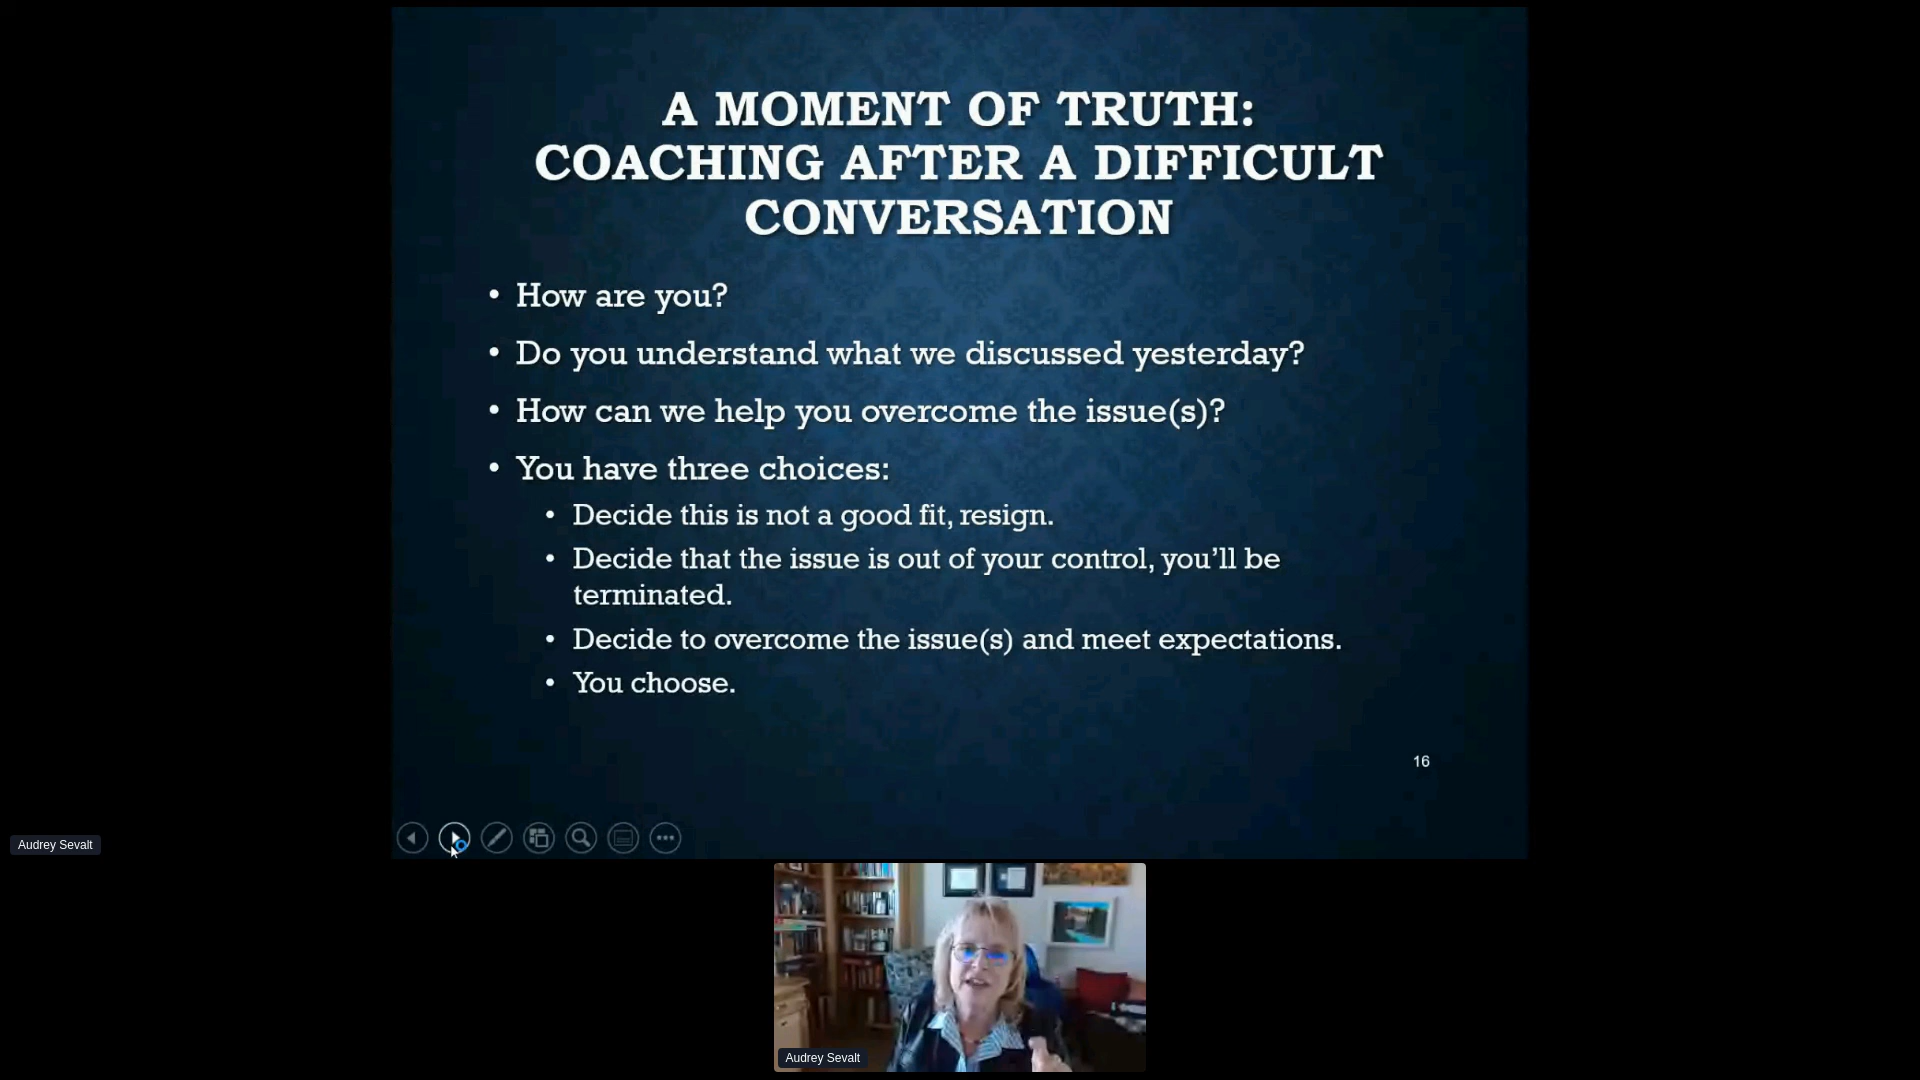 A MOMENT OF TRUTH:
COACHING AFTER A DIFFICULT
CONVERSATION
• How are you?
• Do you understand what we discussed yesterday?
• How can we help you overcome the issue(s)?
• You have three choices:
• Decide this is not a good fit, resign.
• Decide that the issue is out of your control, you’ll be
terminated.
• Decide to overcome the issue(s) and meet expectations.
• You choose.
16
Audrey Sevalt
Audrey Sevalt